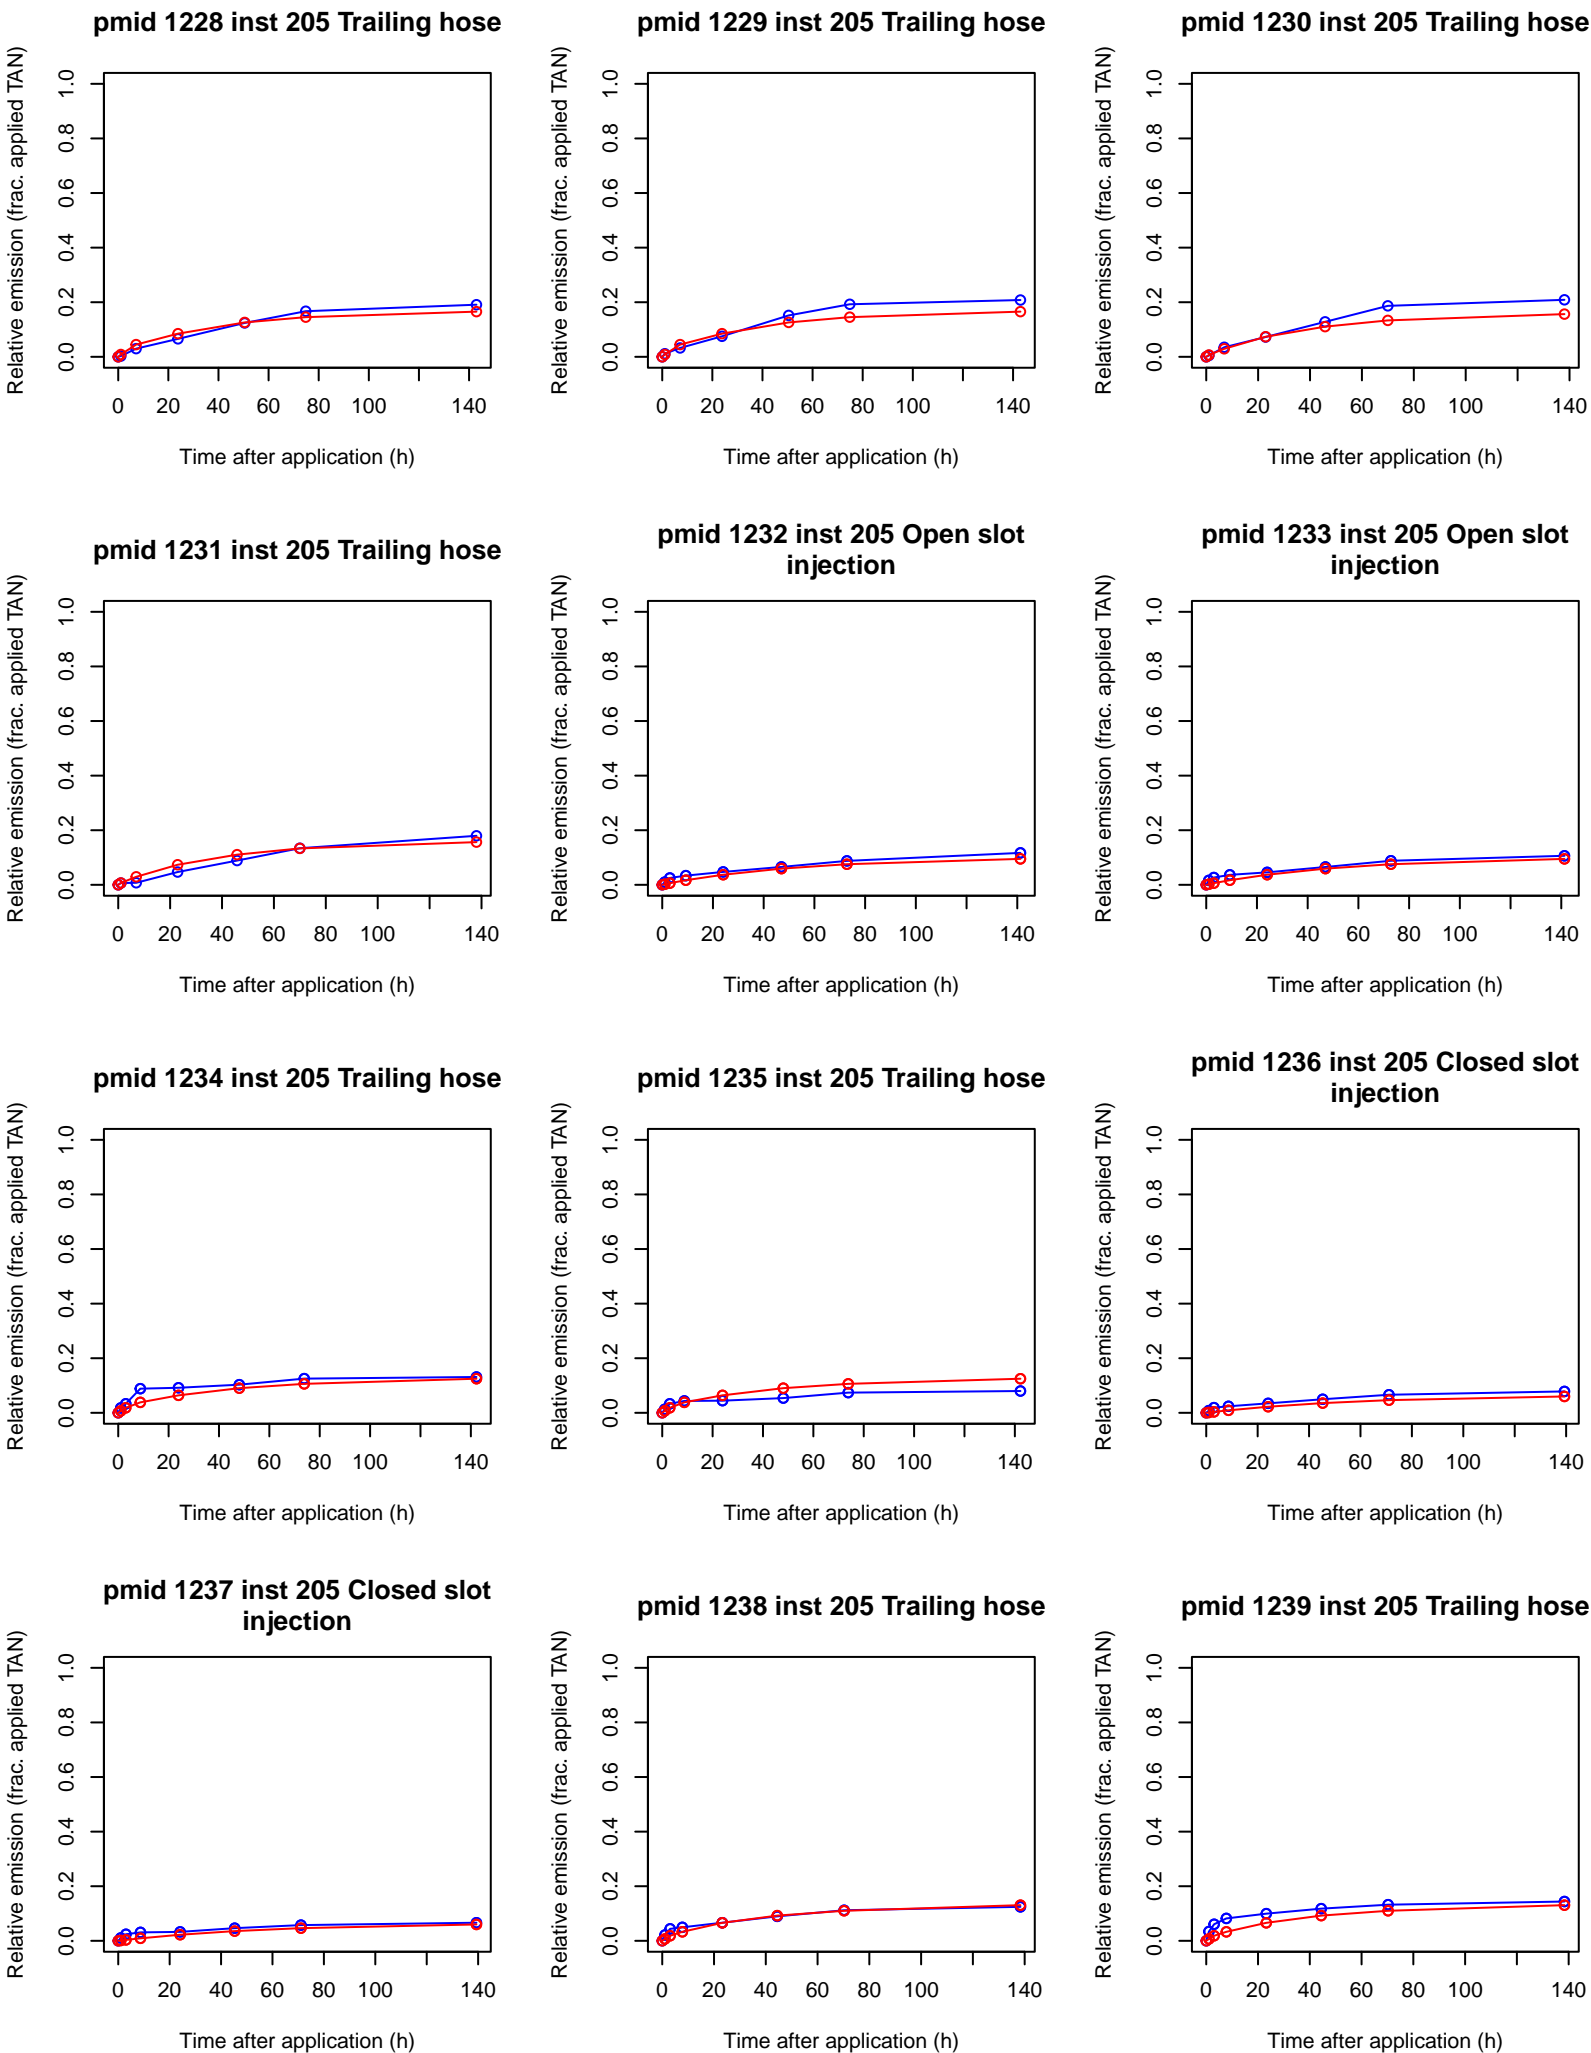 pmid 1228 inst 205 Trailing hose
Relative emission (frac. applied TAN)
1.0
0.8
0.6
0.4
0.2
0.0
0 20 40 60 80 100 140
Time after application (h)
pmid 1229 inst 205 Trailing hose
Relative emission (frac. applied TAN)
1.0
0.8
0.6
0.4
0.2
0.0
0 20 40 60 80 100 140
Time after application (h)
pmid 1230 inst 205 Trailing hose
Relative emission (frac. applied TAN)
1.0
0.8
0.6
0.4
0.2
0.0
0 20 40 60 80 100 140
Time after application (h)
pmid 1231 inst 205 Trailing hose
Relative emission (frac. applied TAN)
1.0
0.8
0.6
0.4
0.2
0.0
0 20 40 60 80 100 140
Time after application (h)
pmid 1232 inst 205 Open slot
injection
Relative emission (frac. applied TAN)
1.0
0.8
0.6
0.4
0.2
0.0
0 20 40 60 80 100 140
Time after application (h)
pmid 1233 inst 205 Open slot
injection
Relative emission (frac. applied TAN)
1.0
0.8
0.6
0.4
0.2
0.0
0 20 40 60 80 100 140
Time after application (h)
pmid 1234 inst 205 Trailing hose
Relative emission (frac. applied TAN)
1.0
0.8
0.6
0.4
0.2
0.0
0 20 40 60 80 100 140
Time after application (h)
pmid 1235 inst 205 Trailing hose
Relative emission (frac. applied TAN)
1.0
0.8
0.6
0.4
0.2
0.0
0 20 40 60 80 100 140
Time after application (h)
pmid 1236 inst 205 Closed slot
injection
Relative emission (frac. applied TAN)
1.0
0.8
0.6
0.4
0.2
0.0
0 20 40 60 80 100 140
Time after application (h)
pmid 1237 inst 205 Closed slot
injection
Relative emission (frac. applied TAN)
1.0
0.8
0.6
0.4
0.2
0.0
0 20 40 60 80 100 140
Time after application (h)
pmid 1238 inst 205 Trailing hose
Relative emission (frac. applied TAN)
1.0
0.8
0.6
0.4
0.2
0.0
0 20 40 60 80 100 140
Time after application (h)
pmid 1239 inst 205 Trailing hose
Relative emission (frac. applied TAN)
1.0
0.8
0.6
0.4
0.2
0.0
0 20 40 60 80 100 140
Time after application (h)